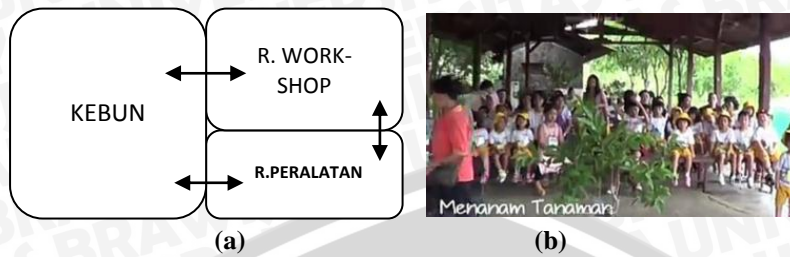 KEBUN
R. WORK-
SHOP
R.PERALATAN
Menanam Tanaman
(a)
(b)